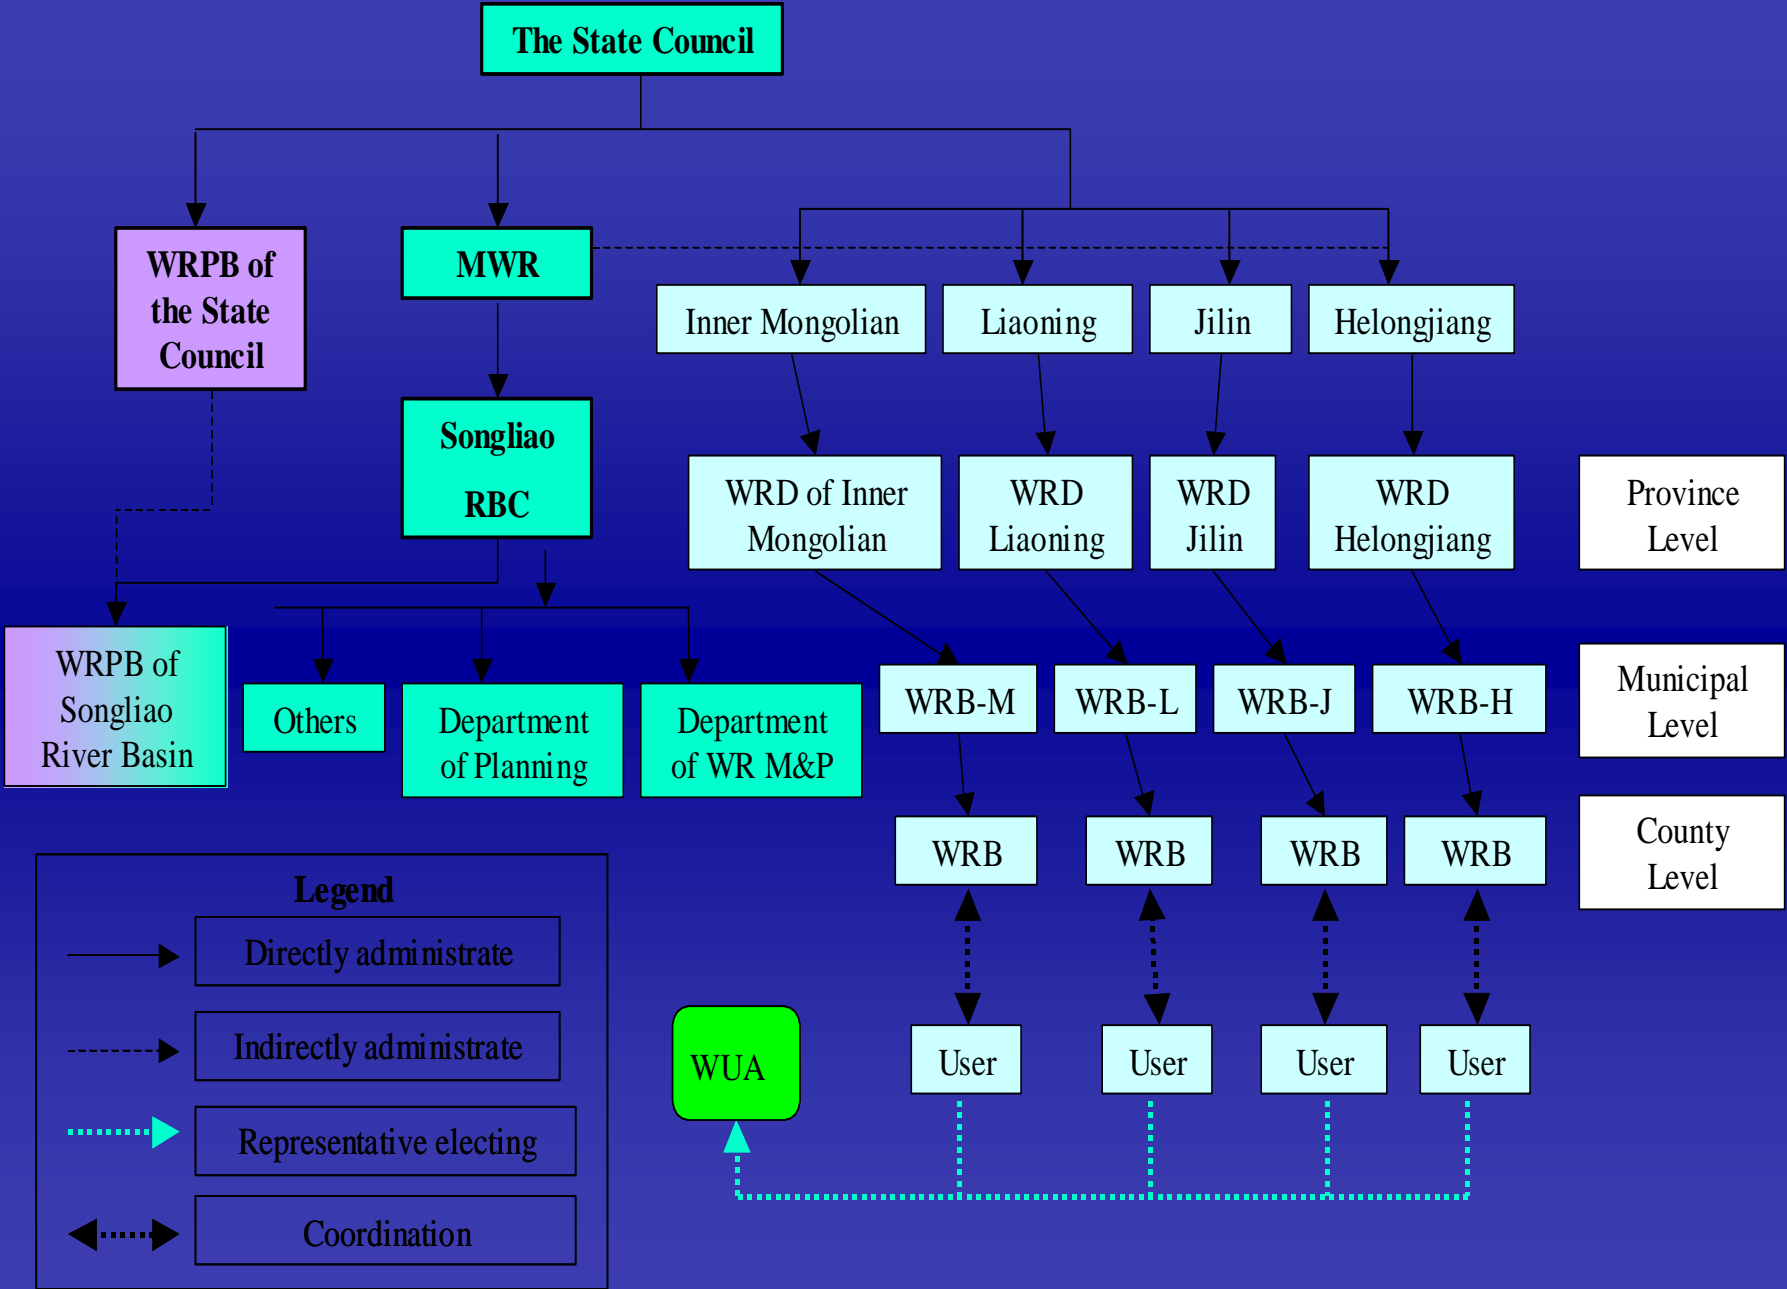 The State Council
WRPB of
the State
Council
MWR
Inner Mongolian
Liaoning
Jilin
Helongjiang
Songliao
RBC
WRD of Inner
Mongolian
WRD
Liaoning
WRD
Jilin
WRD
Helongjiang
Province
Level
WRPB of
Songliao
River Basin
Others
Department
of Planning
Department
of WR M&P
WRB-M
WRB-L
WRB-J
WRB-H
Municipal
Level
WRB
WRB
WRB
WRB
County
Level
Legend
Directly administrate
Indirectly administrate
Representative electing
Coordination
WUA
User
User
User
User